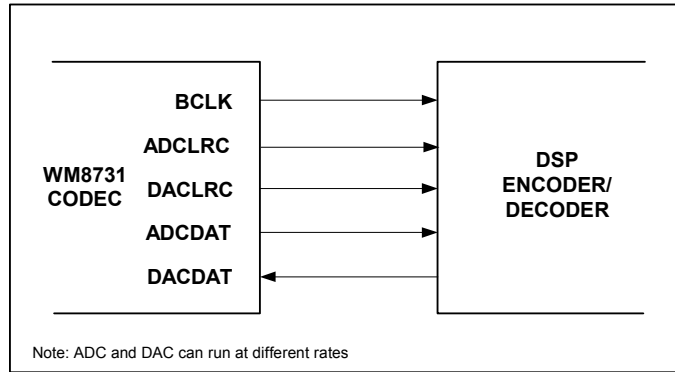 BCLK
ADCLRC
WM8731
CODEC
DACLRC
ADCDAT
DACDAT
DSP
ENCODER/
DECODER
Note: ADC and DAC can run at different rates